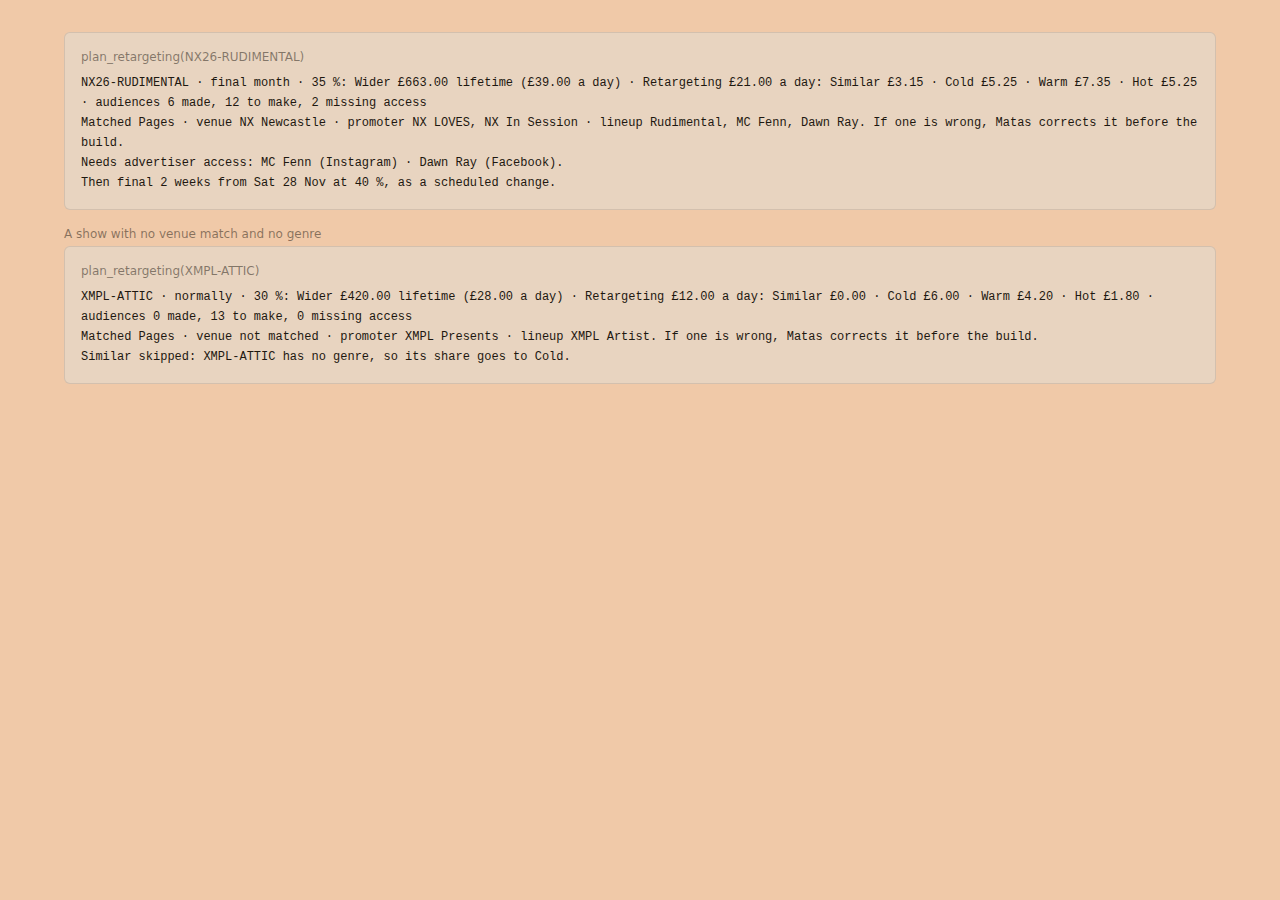 plan_retargeting(NX26-RUDIMENTAL)
NX26-RUDIMENTAL · final month · 35 %: Wider £663.00 lifetime (£39.00 a day) · Retargeting £21.00 a day: Similar £3.15 · Cold £5.25 · Warm £7.35 · Hot £5.25
· audiences 6 made, 12 to make, 2 missing access
Matched Pages · venue NX Newcastle · promoter NX LOVES, NX In Session · lineup Rudimental, MC Fenn, Dawn Ray. If one is wrong, Matas corrects it before the
build.
Needs advertiser access: MC Fenn (Instagram) · Dawn Ray (Facebook).
Then final 2 weeks from Sat 28 Nov at 40 %, as a scheduled change.
A show with no venue match and no genre
plan_retargeting(XMPL-ATTIC)
XMPL-ATTIC · normally · 30 %: Wider £420.00 lifetime (£28.00 a day) · Retargeting £12.00 a day: Similar £0.00 · Cold £6.00 · Warm £4.20 · Hot £1.80 ·
audiences 0 made, 13 to make, 0 missing access
Matched Pages · venue not matched · promoter XMPL Presents · lineup XMPL Artist. If one is wrong, Matas corrects it before the build.
Similar skipped: XMPL-ATTIC has no genre, so its share goes to Cold.